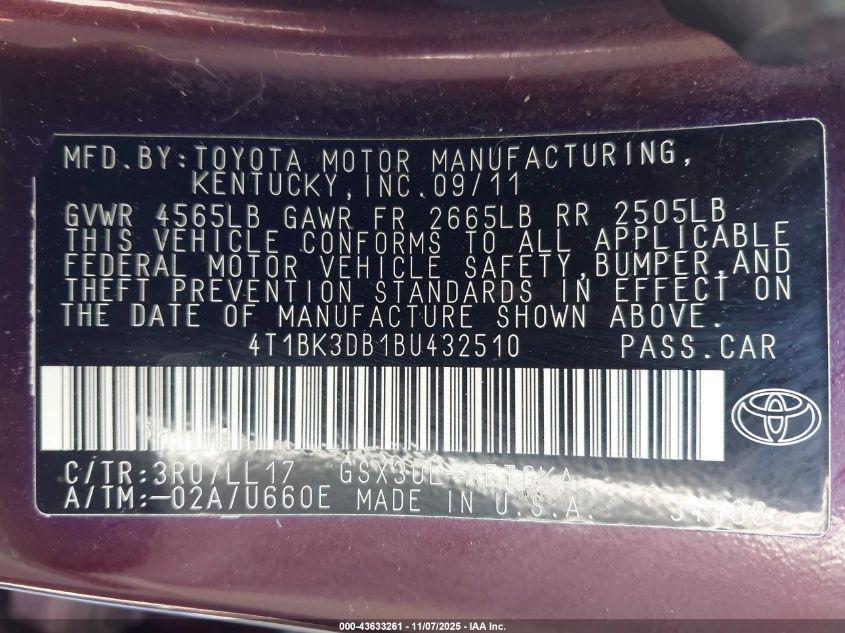 MFD.BY:TOYOTA MOTOR MANUFACTURING,
KENTUCKY,INC.09/11
GVWR 4565LB GAWR FR 2665LB RR 2505LB
THIS VEHICLE CONFORMS TO ALL APPLICABLE
FEDERAL MOTOR VEHICLE SAFETY,BUMPER,AND
THEFT PREVENTION STANDARDS IN EFFECT ON
THE DATE OF MANUFACTURE SHOWN ABOVE.
4T1BK3DB1BU432510 PASS.CAR
C/TR:3R0/LL17
A/TM:-02A/U660E MADE IN U.S.A.
000-43633261 - 11/07/2025 - IAA Inc.